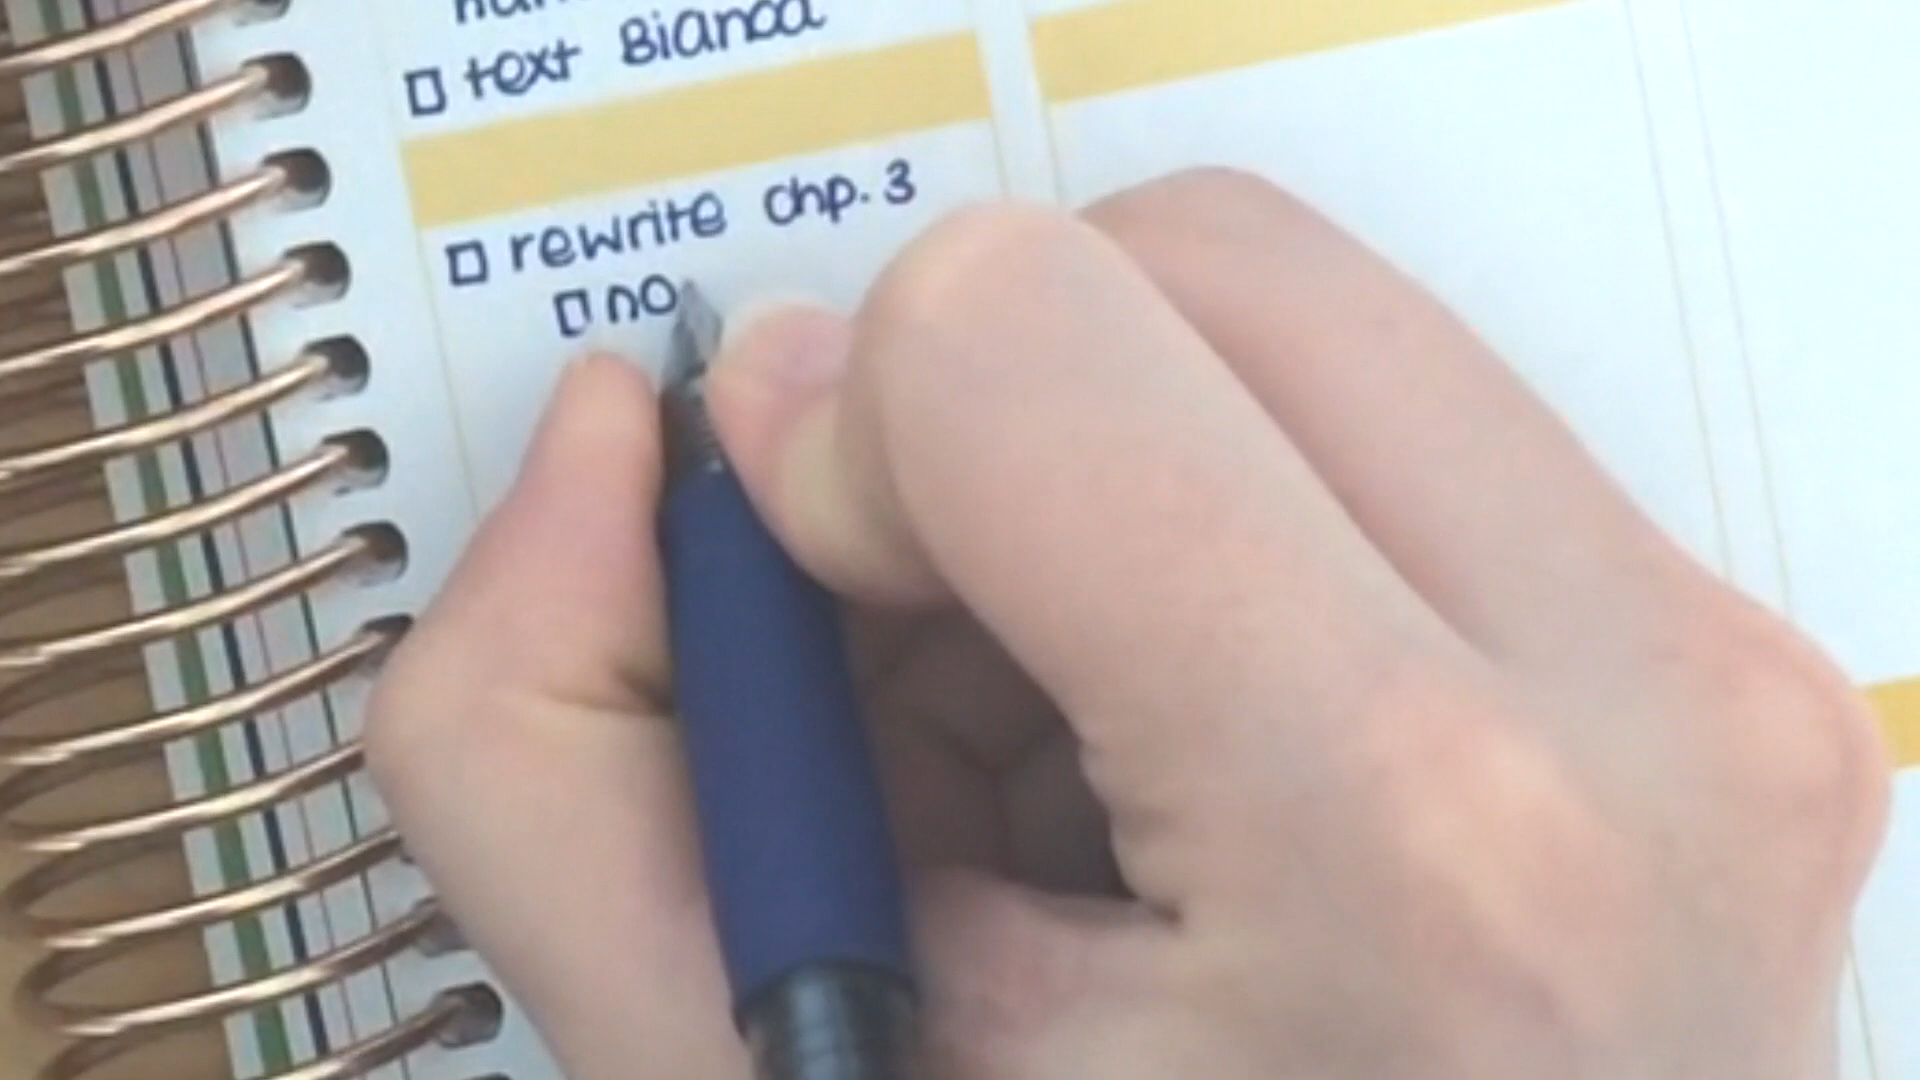 ☐ text Bianca
☐ rewrite chp. 3
☐ no